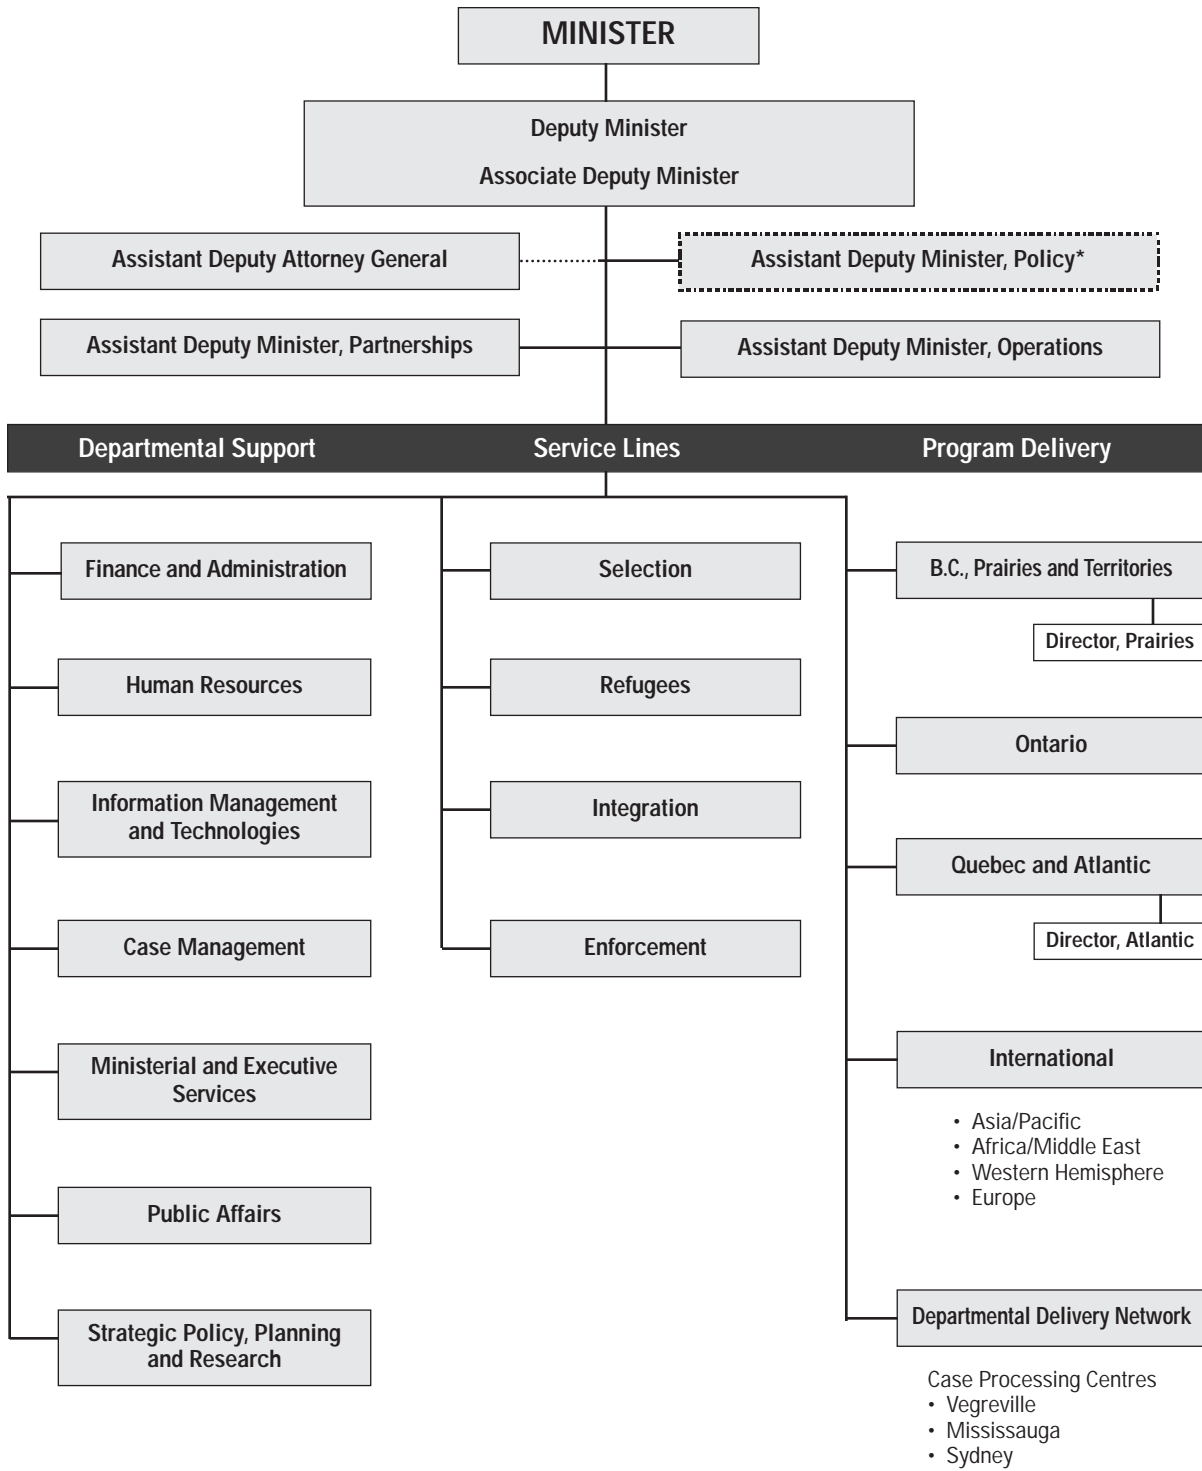 MINISTER
Deputy Minister
Associate Deputy Minister
Assistant Deputy Attorney General
Assistant Deputy Minister, Policy*
Assistant Deputy Minister, Partnerships
Assistant Deputy Minister, Operations
Departmental Support
Service Lines
Program Delivery
Finance and Administration
Human Resources
Information Management
and Technologies
Case Management
Ministerial and Executive
Services
Public Affairs
Strategic Policy, Planning
and Research
Selection
Refugees
Integration
Enforcement
B.C., Prairies and Territories
Director, Prairies
Ontario
Quebec and Atlantic
Director, Atlantic
International
• Asia/Pacific
• Africa/Middle East
• Western Hemisphere
• Europe
Departmental Delivery Network
Case Processing Centres
• Vegreville
• Mississauga
• Sydney